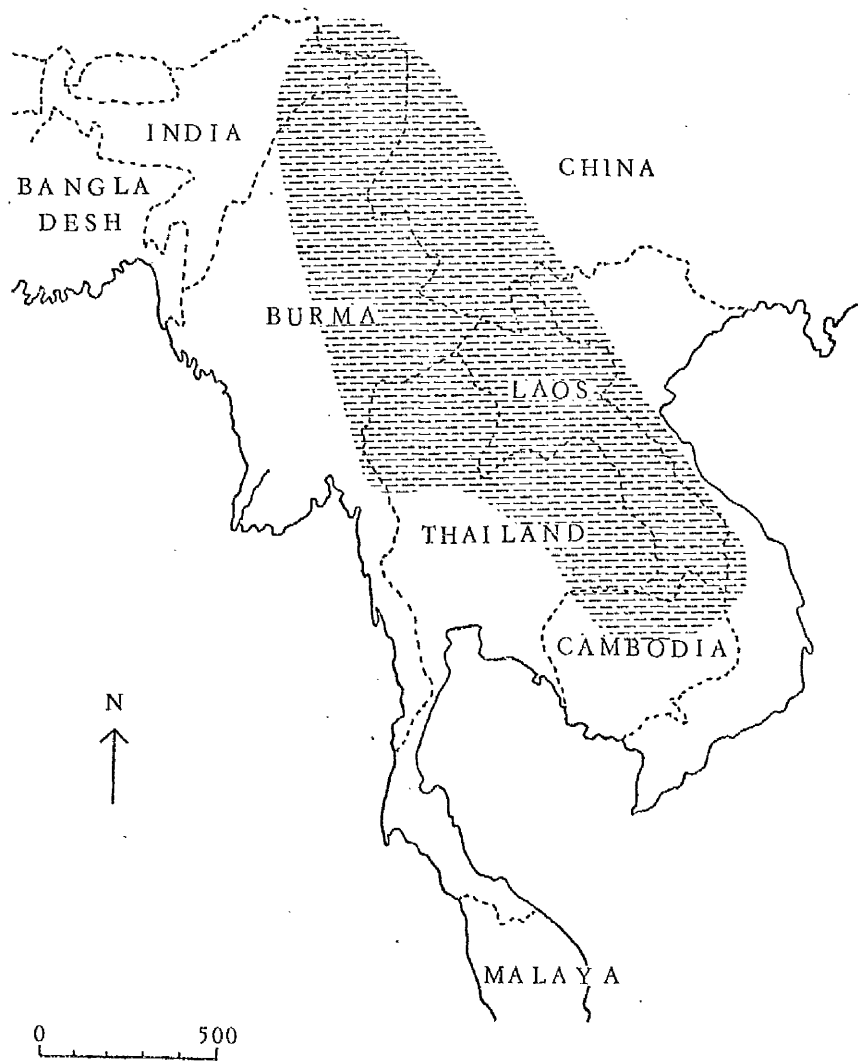 INDIA
CHINA
BANGLA
DESH
BURMA
LAOS
THAILAND
CAMBODIA
N
MALAYA
0 500